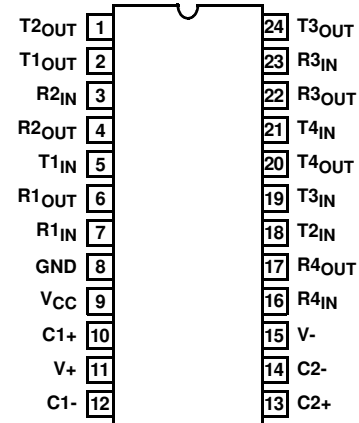 T2OUT 1 24 T3OUT
T1OUT 2 23 R3IN
R2IN 3 22 R3OUT
R2OUT 4 21 T4IN
T1IN 5 20 T4OUT
R1OUT 6 19 T3IN
R1IN 7 18 T2IN
GND 8 17 R4OUT
VCC 9 16 R4IN
C1+ 10 15 V-
V+ 11 14 C2-
C1- 12 13 C2+